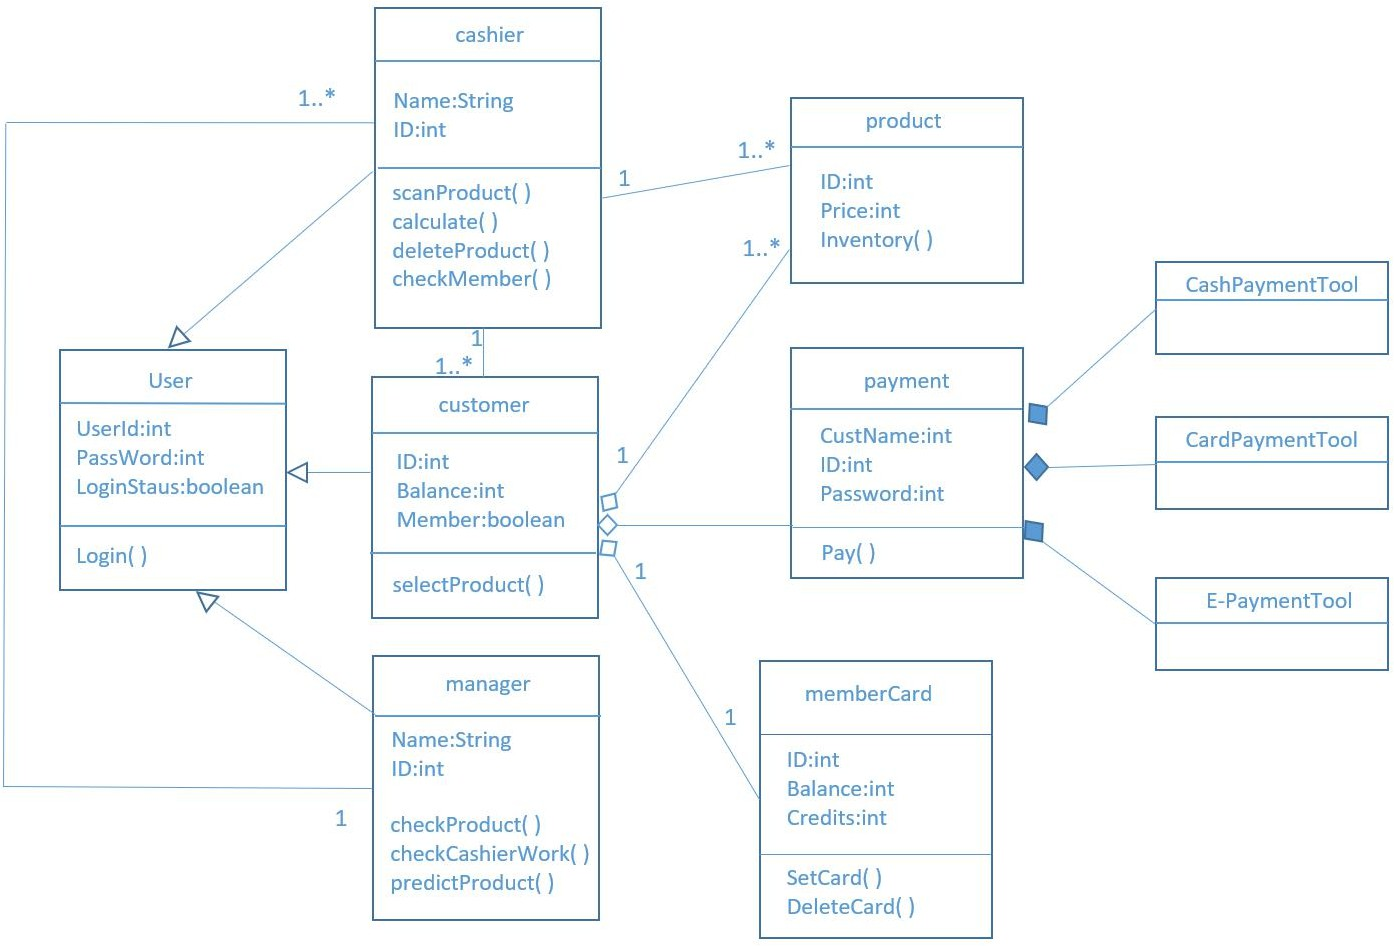 cashier
Name:String
ID:int
scanProduct( )
calculate( )
deleteProduct( )
checkMember( )
1..*
1
1..*
product
ID:int
Price:int
Inventory( )
1..*
1
1
1..*
User
UserId:int
PassWord:int
LoginStaus:boolean
Login( )
customer
ID:int
Balance:int
Member:boolean
selectProduct( )
payment
CustName:int
ID:int
Password:int
Pay( )
CashPaymentTool
CardPaymentTool
E-PaymentTool
1
1
manager
Name:String
ID:int
checkProduct( )
checkCashierWork( )
predictProduct( )
1
memberCard
ID:int
Balance:int
Credits:int
SetCard( )
DeleteCard( )